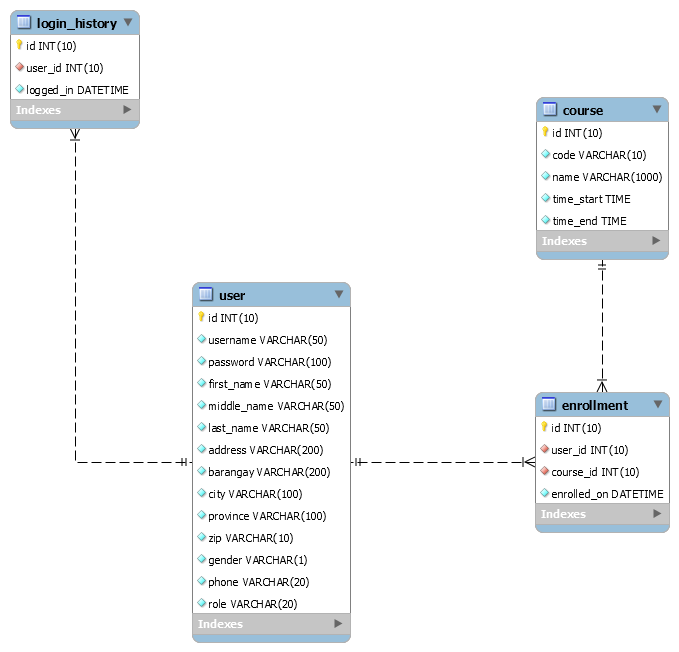 login_history
id INT(10)
user_id INT(10)
logged_in DATETIME
Indexes
course
id INT(10)
code VARCHAR(10)
name VARCHAR(1000)
time_start TIME
time_end TIME
Indexes
user
id INT(10)
username VARCHAR(50)
password VARCHAR(100)
first_name VARCHAR(50)
middle_name VARCHAR(50)
last_name VARCHAR(50)
address VARCHAR(200)
barangay VARCHAR(200)
city VARCHAR(100)
province VARCHAR(100)
zip VARCHAR(10)
gender VARCHAR(1)
phone VARCHAR(20)
role VARCHAR(20)
Indexes
enrollment
id INT(10)
user_id INT(10)
course_id INT(10)
enrolled_on DATETIME
Indexes